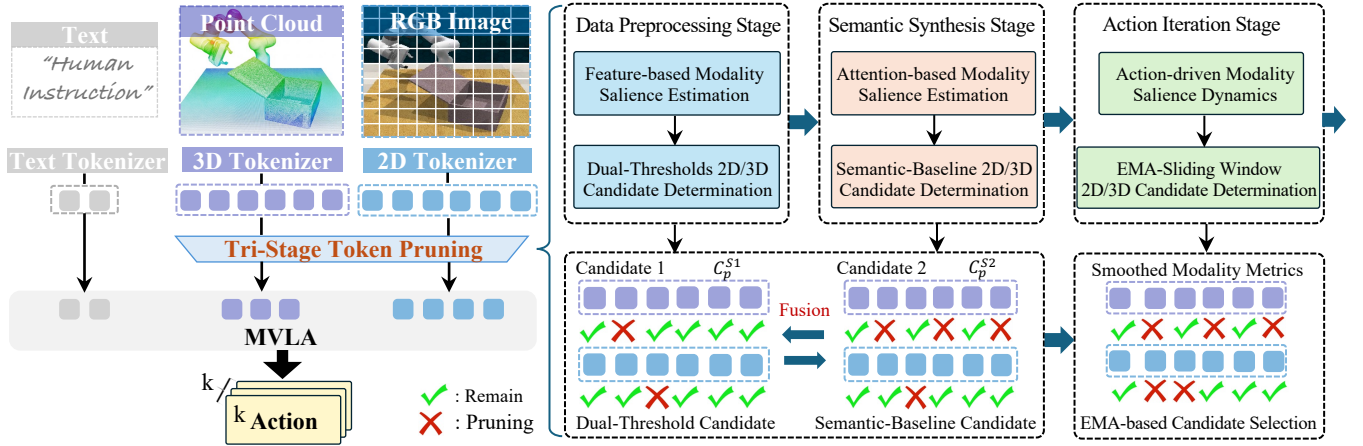 Text
"Human
Instruction"
Point Cloud
RGB Image
Text Tokenizer
3D Tokenizer
2D Tokenizer
Tri-Stage Token Pruning
MVLA
k/
k Action
: Remain
: Pruning
Data Preprocessing Stage
Feature-based Modality
Salience Estimation
Dual-Thresholds 2D/3D
Candidate Determination
Semantic Synthesis Stage
Attention-based Modality
Salience Estimation
Semantic-Baseline 2D/3D
Candidate Determination
Action Iteration Stage
Action-driven Modality
Salience Dynamics
EMA-Sliding Window
2D/3D Candidate Determination
Candidate 1 C_p^{S1}
Fusion
Dual-Threshold Candidate
Candidate 2 C_p^{S2}
Semantic-Baseline Candidate
Smoothed Modality Metrics
EMA-based Candidate Selection